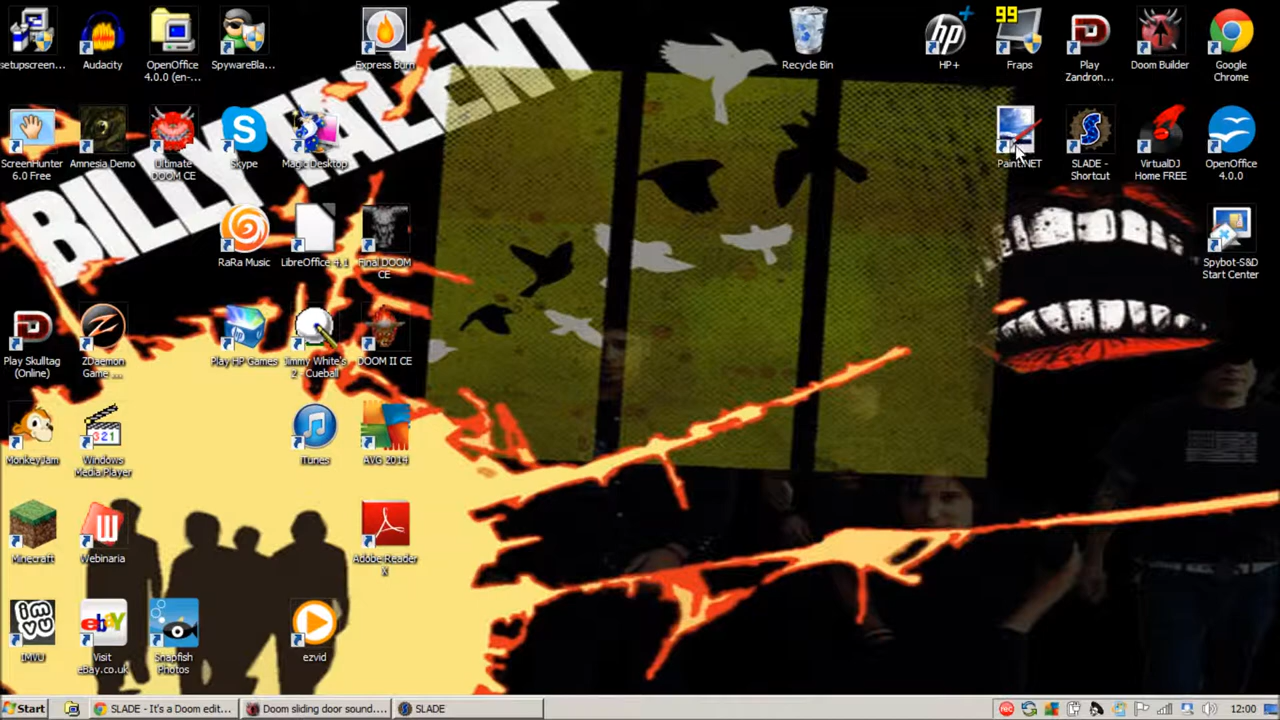 BILLY TALENT
setupscreen...
Audacity
OpenOffice
4.0.0 (en-...
SpywareBla...
Express Burn
Recycle Bin
HP+
99
Fraps
Play
Zandron...
Doom Builder
Google
Chrome
ScreenHunter
6.0 Free
Amnesia Demo
Ultimate
DOOM CE
Skype
MagicDesktop
Paint.NET
SLADE -
Shortcut
VirtualDJ
Home FREE
OpenOffice
4.0.0
RaRa Music
LibreOffice 4.1
Final DOOM
CE
Spybot-S&D
Start Center
Play Skulltag
(Online)
ZDaemon
Game ...
Play HP Games
Jimmy White's
2 - Cueball
DOOM II CE
MonkeyJam
321
Windows
Media Player
iTunes
AVG 2014
Minecraft
Webinaria
Adobe Reader
X
imvu
IMVU
ebay
Visit
eBay.co.uk
Snapfish
Photos
ezvid
Start
SLADE - It's a Doom edit...
Doom sliding door sound....
SLADE
rec
12:00